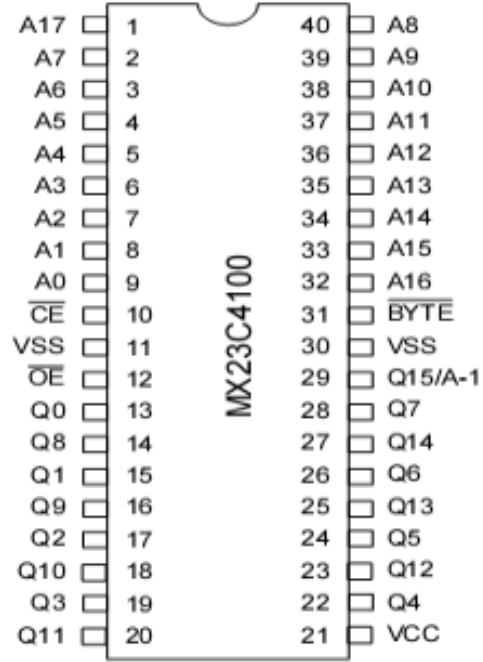 A17 1 40 A8
A7 2 39 A9
A6 3 38 A10
A5 4 37 A11
A4 5 36 A12
A3 6 35 A13
A2 7 34 A14
A1 8 33 A15
A0 9 32 A16
C̅E̅ 10 31 B̅Y̅T̅E̅
VSS 11 30 VSS
O̅E̅ 12 29 Q15/A-1
Q0 13 28 Q7
Q8 14 27 Q14
Q1 15 26 Q6
Q9 16 25 Q13
Q2 17 24 Q5
Q10 18 23 Q12
Q3 19 22 Q4
Q11 20 21 VCC
MX23C4100